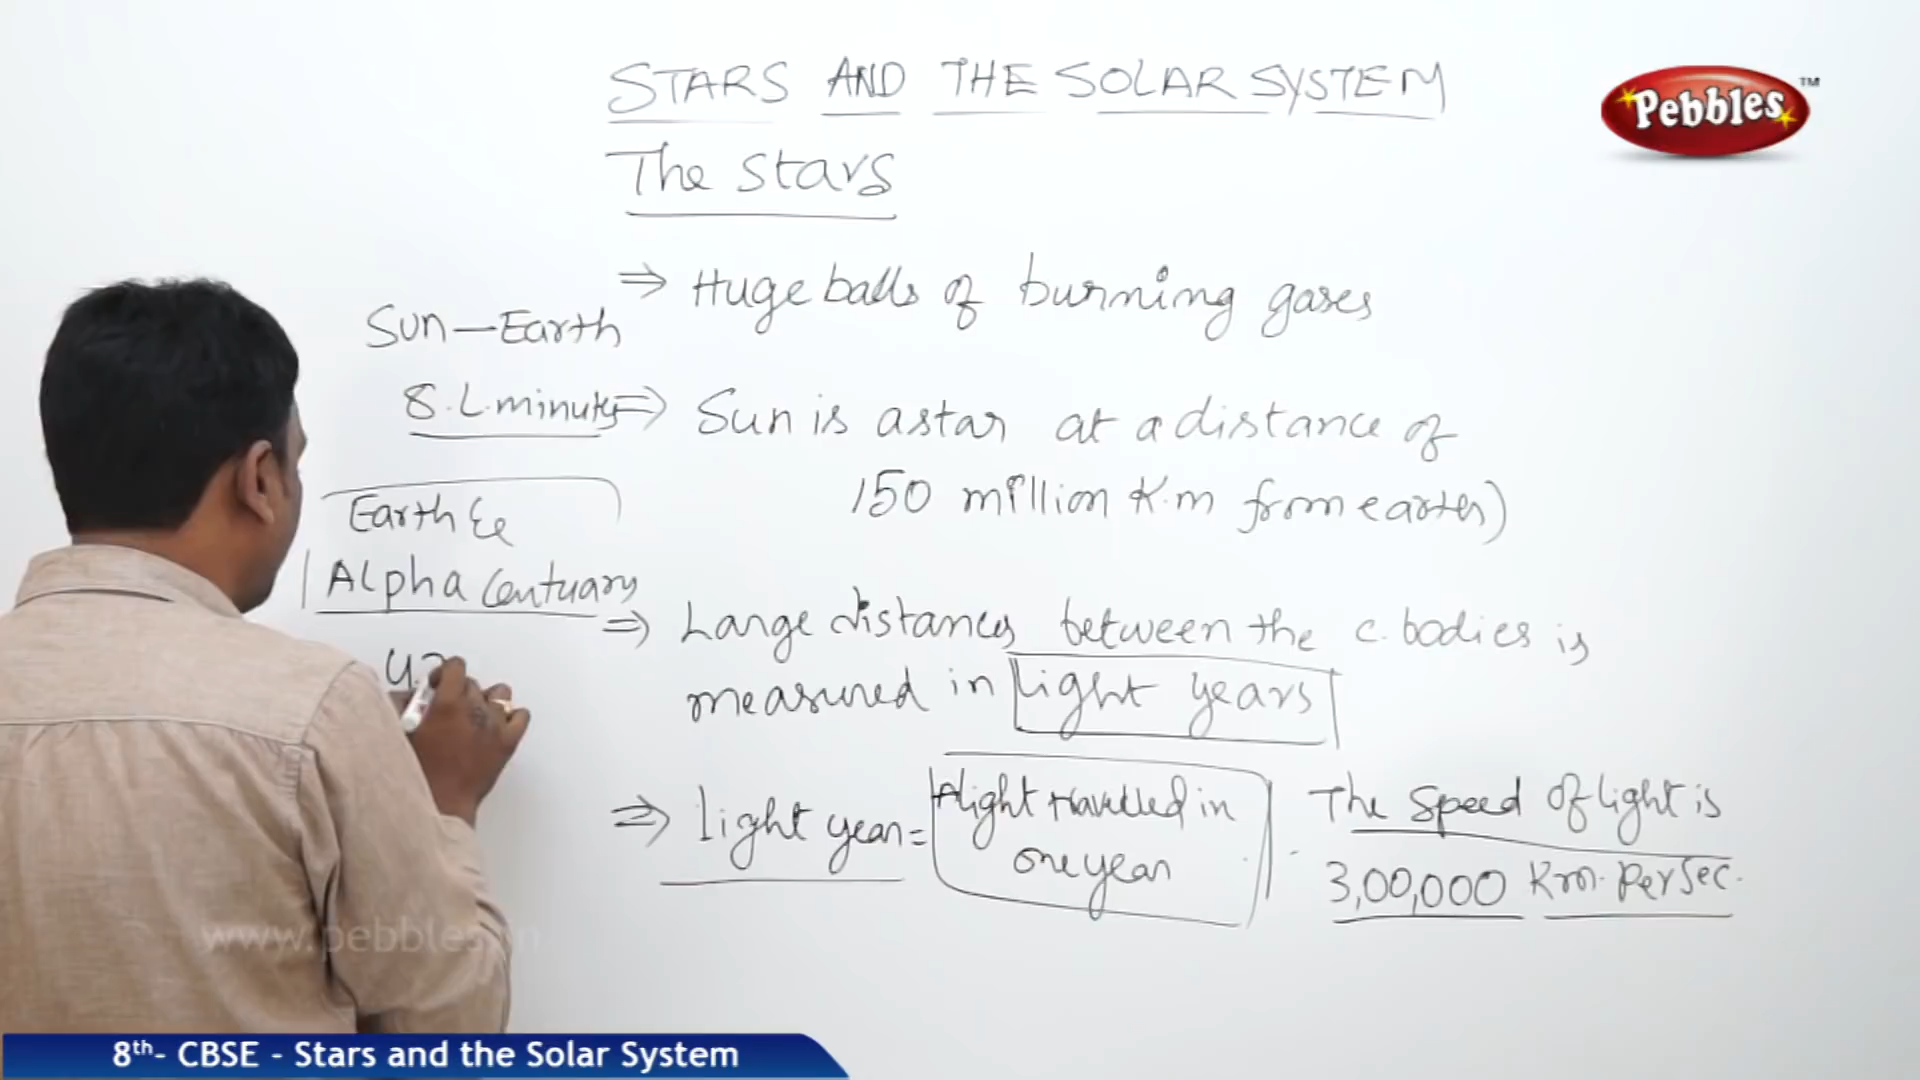 STARS AND THE SOLAR SYSTEM
Pebbles™
The stars
⇒ Huge balls of burning gases
Sun — Earth
8. L. minutes
⇒ Sun is a star at a distance of
150 million K.m from earth)
Earth &
Alpha Centuary
⇒ Large distances between the c. bodies is
measured in light years
4.
⇒ light year = light travelled in
one year
The Speed of light is
3,00,000 Km. Per Sec.
www.pebbles
8th- CBSE - Stars and the Solar System